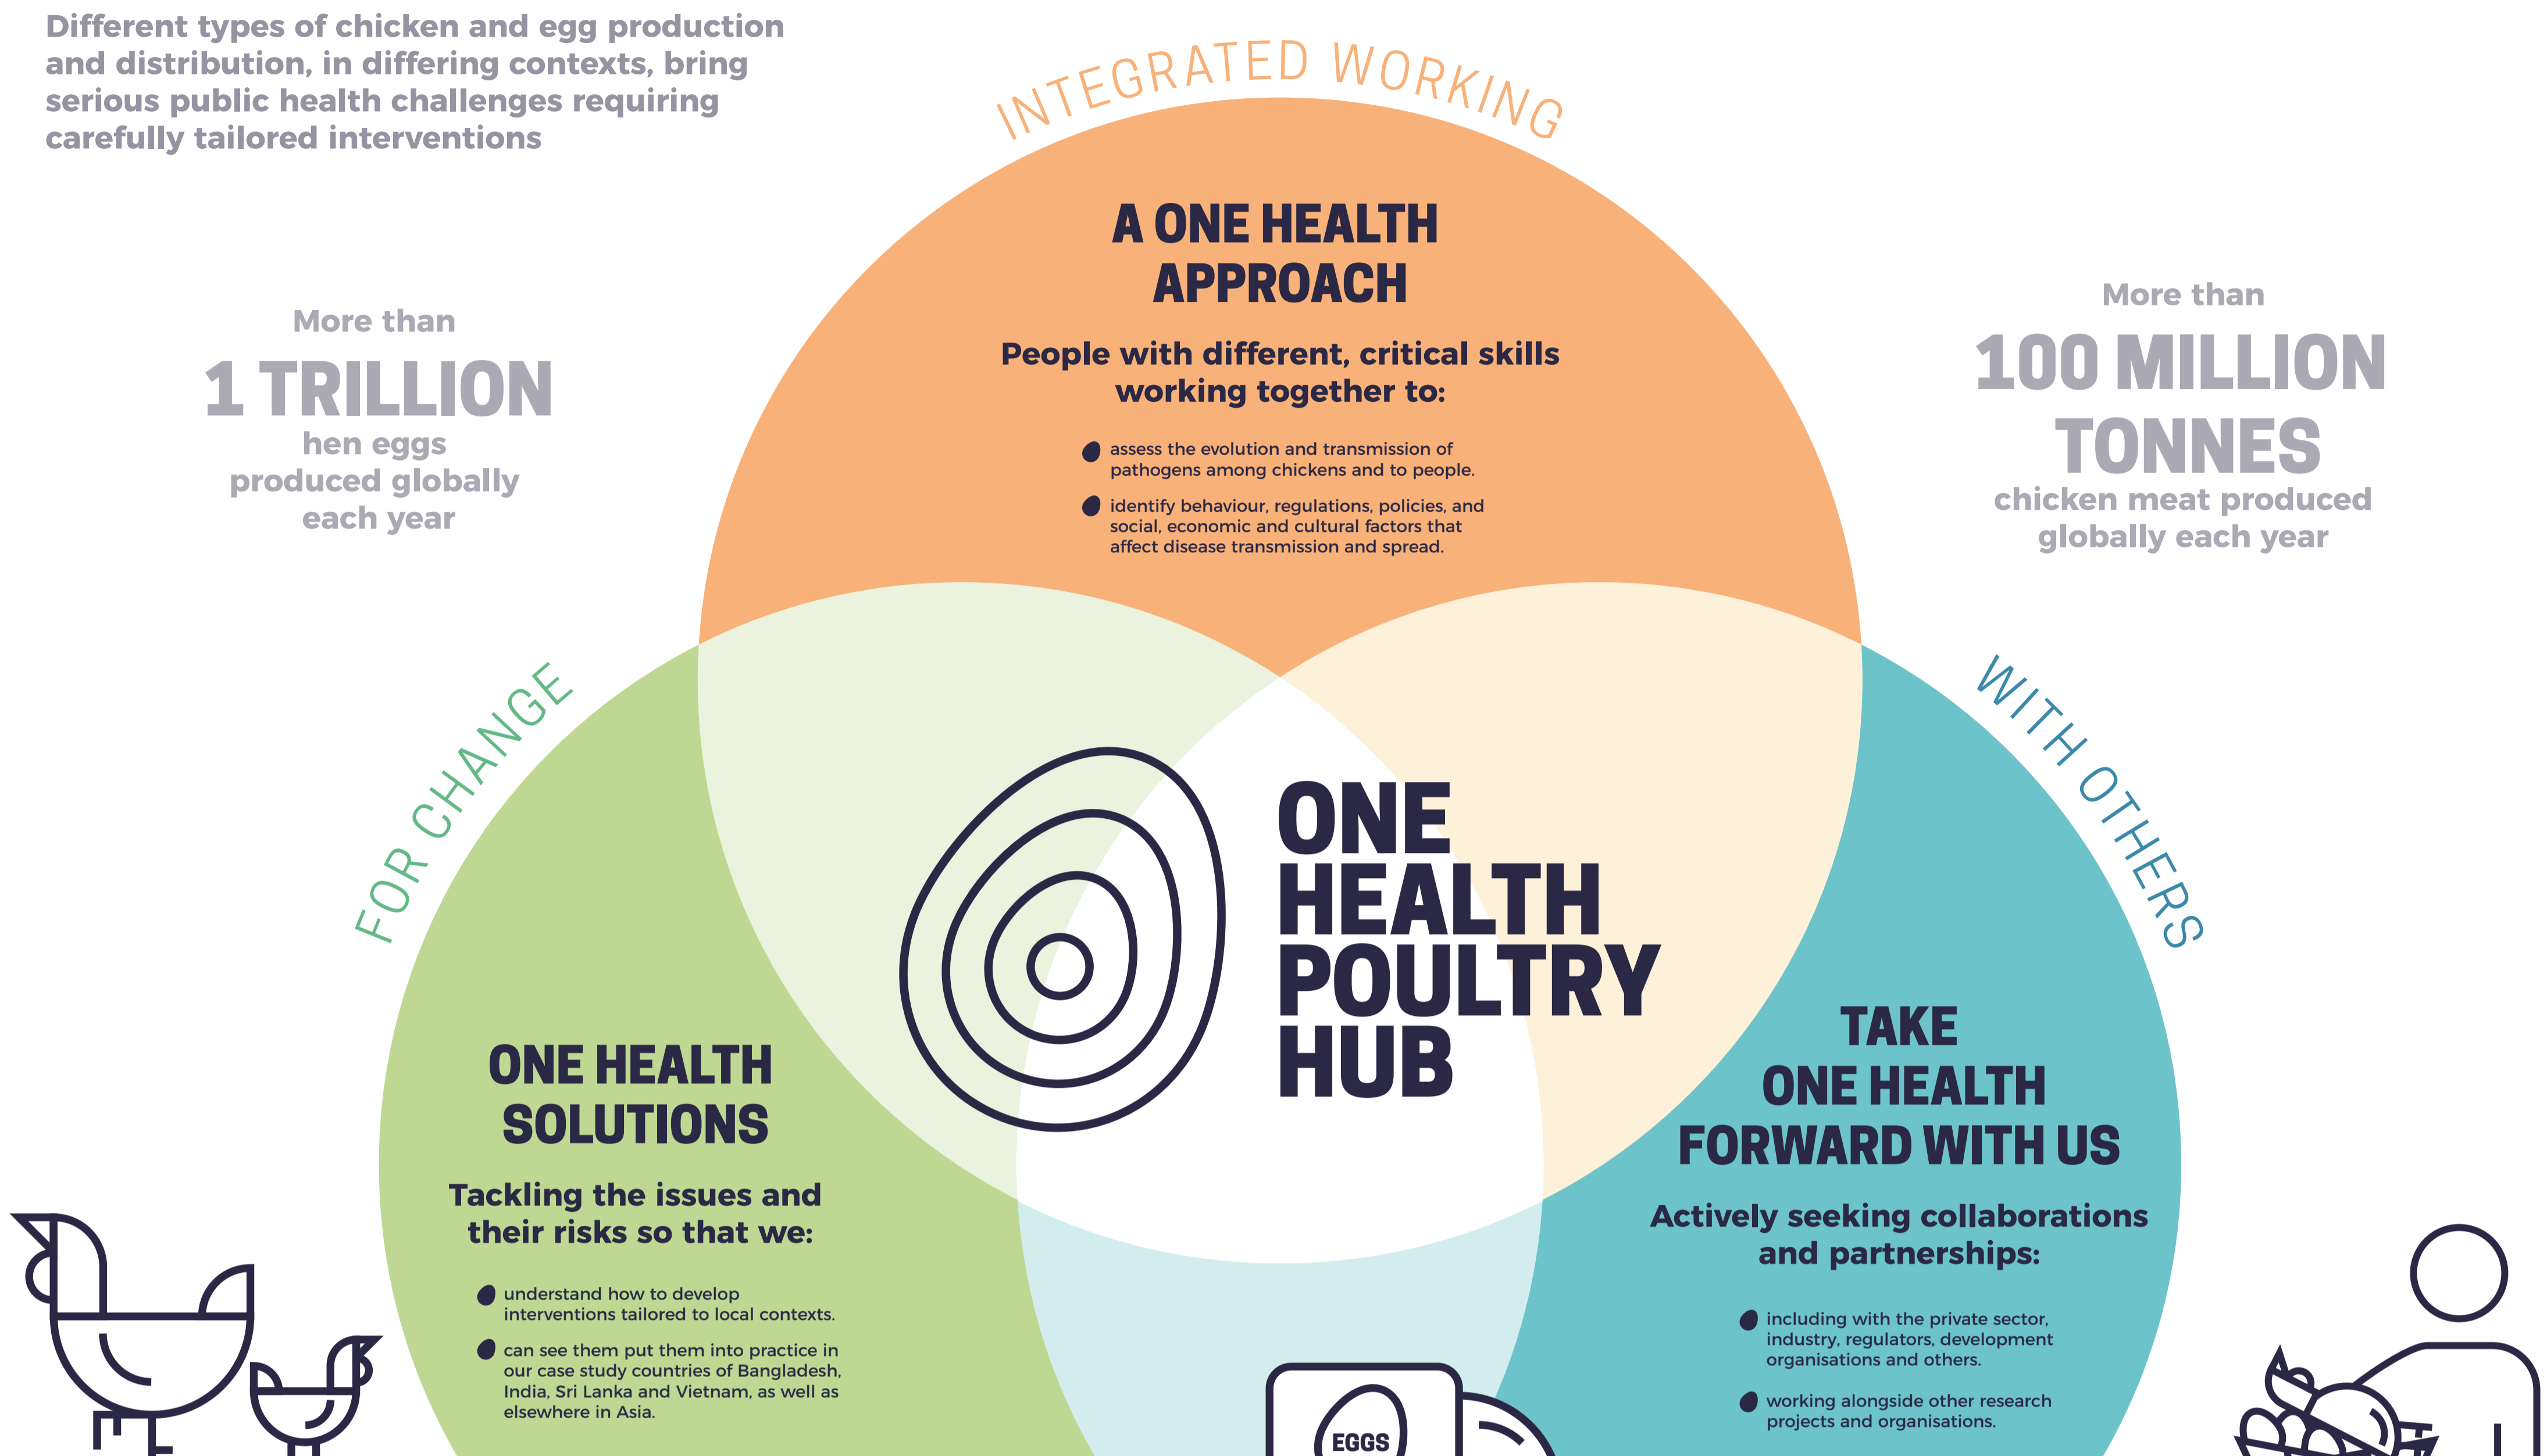 Different types of chicken and egg production
and distribution, in differing contexts, bring
serious public health challenges requiring
carefully tailored interventions
INTEGRATED WORKING
A ONE HEALTH
APPROACH
People with different, critical skills
working together to:
assess the evolution and transmission of
pathogens among chickens and to people.
identify behaviour, regulations, policies, and
social, economic and cultural factors that
affect disease transmission and spread.
More than
1 TRILLION
hen eggs
produced globally
each year
More than
100 MILLION
TONNES
chicken meat produced
globally each year
FOR CHANGE
WITH OTHERS
ONE
HEALTH
POULTRY
HUB
ONE HEALTH
SOLUTIONS
Tackling the issues and
their risks so that we:
understand how to develop
interventions tailored to local contexts.
can see them put them into practice in
our case study countries of Bangladesh,
India, Sri Lanka and Vietnam, as well as
elsewhere in Asia.
TAKE
ONE HEALTH
FORWARD WITH US
Actively seeking collaborations
and partnerships:
including with the private sector,
industry, regulators, development
organisations and others.
working alongside other research
projects and organisations.
EGGS